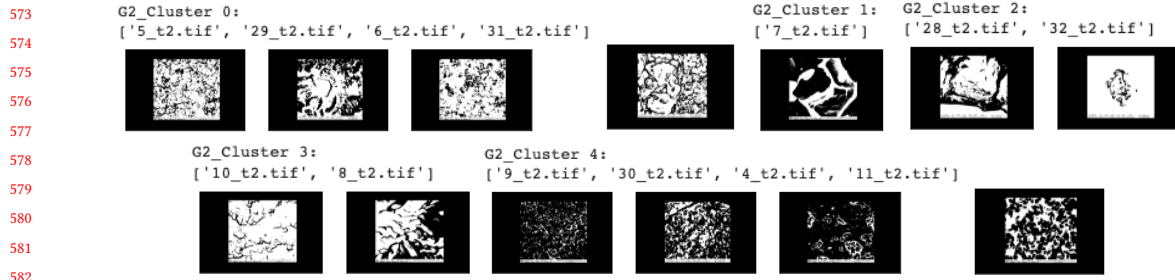 573
G2_Cluster 0: G2_Cluster 1: G2_Cluster 2:
574
['5_t2.tif', '29_t2.tif', '6_t2.tif', '31_t2.tif'] ['7_t2.tif'] ['28_t2.tif', '32_t2.tif']
575
576
577
578
G2_Cluster 3: G2_Cluster 4:
579
['10_t2.tif', '8_t2.tif'] ['9_t2.tif', '30_t2.tif', '4_t2.tif', '11_t2.tif']
580
581
582